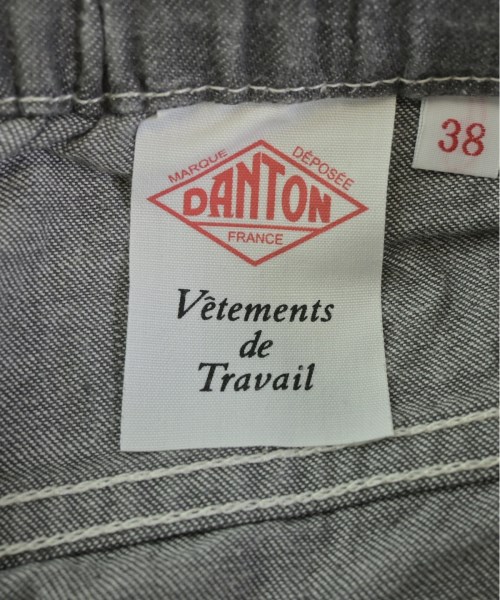 MARQUE DÉPOSÉE
DANTON
FRANCE
Vêtements
de
Travail
38